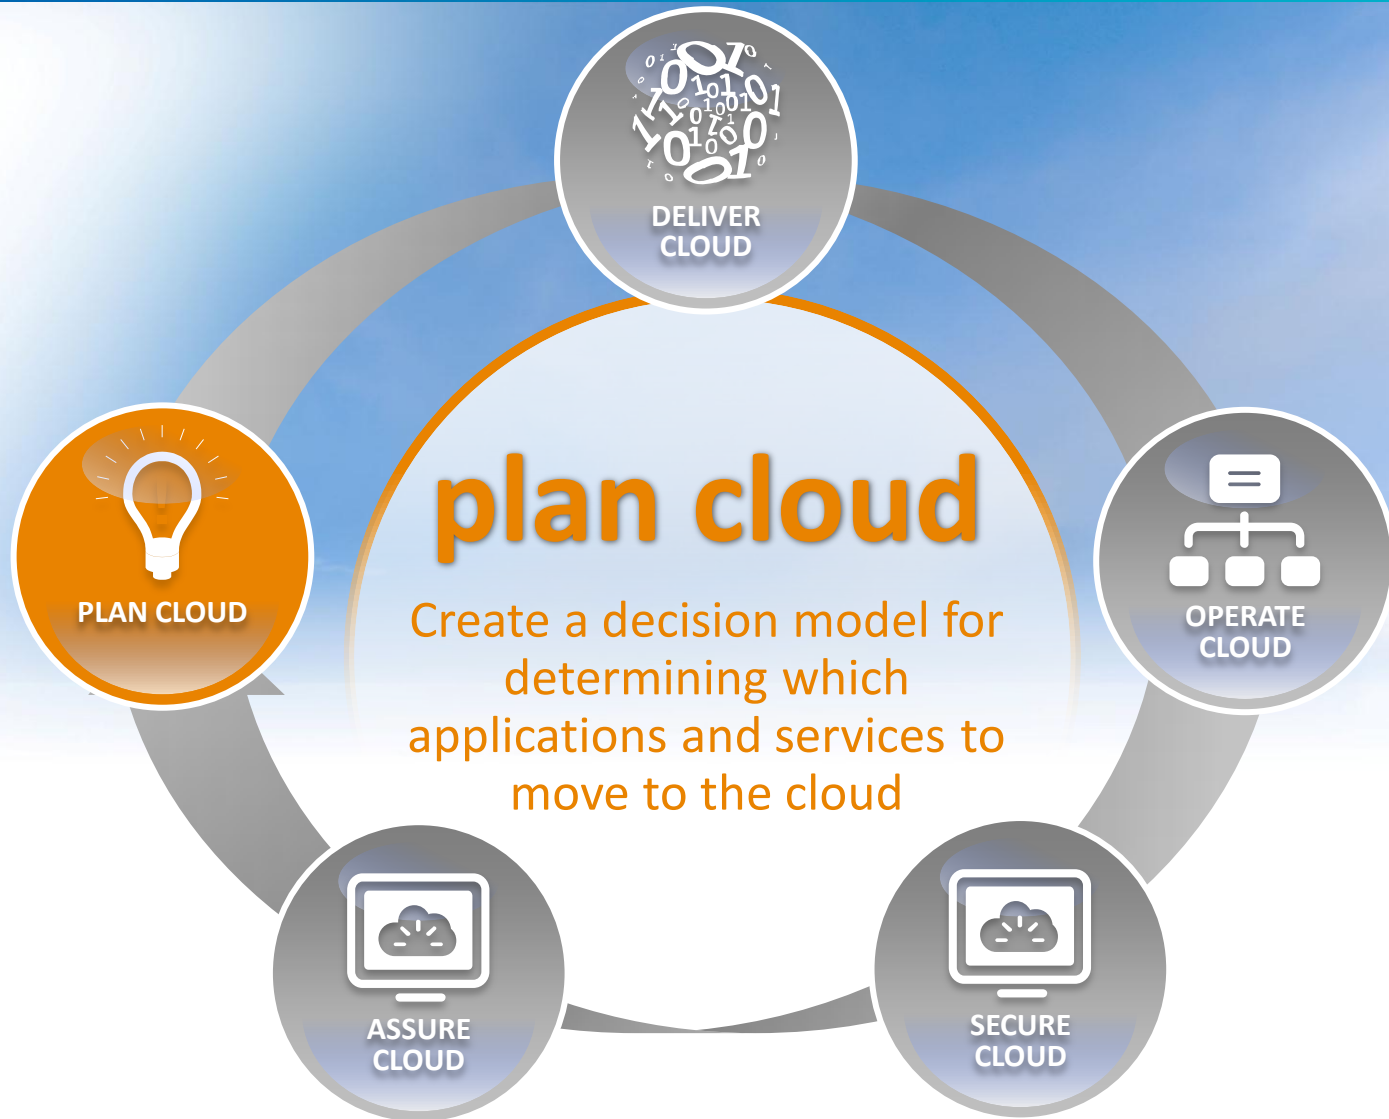 DELIVER
CLOUD
PLAN CLOUD
plan cloud
Create a decision model for
determining which
applications and services to
move to the cloud
OPERATE
CLOUD
ASSURE
CLOUD
SECURE
CLOUD